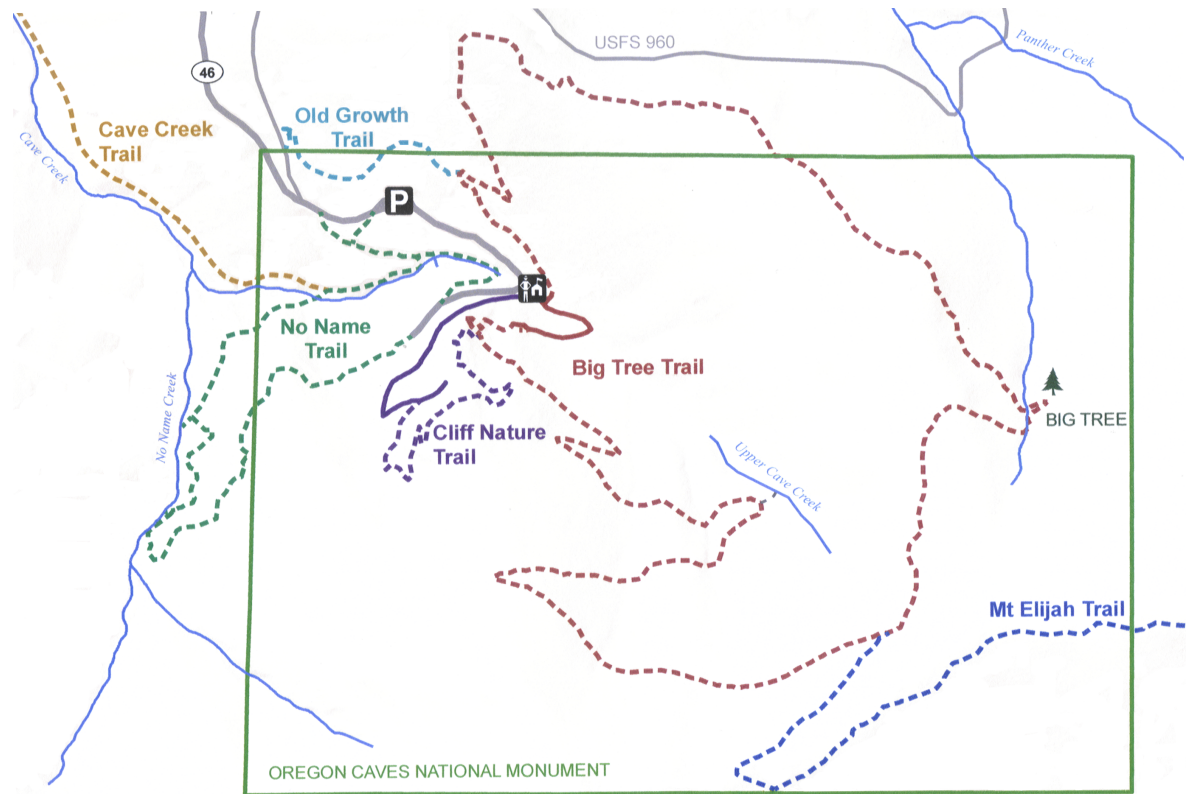 USFS 960
Panther Creek
46
Old Growth
Trail
Cave Creek
Trail
Cave Creek
P
No Name
Trail
Big Tree Trail
BIG TREE
No Name Creek
Cliff Nature
Trail
Upper Cave Creek
Mt Elijah Trail
OREGON CAVES NATIONAL MONUMENT